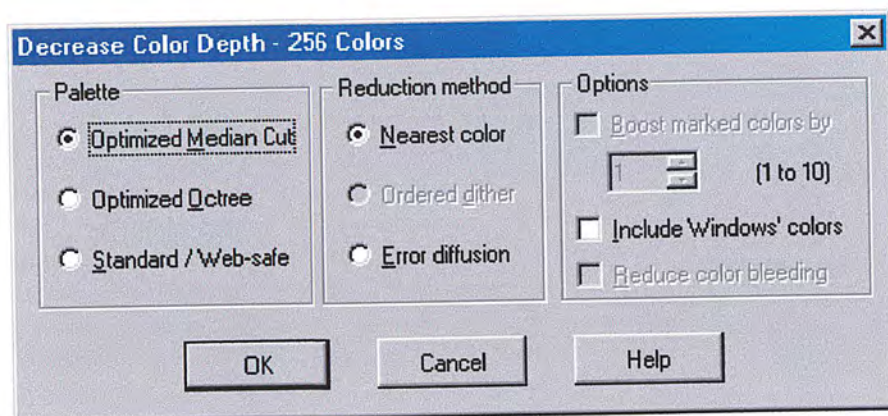 Decrease Color Depth - 256 Colors
Palette
Optimized Median Cut
Optimized Octree
Standard / Web-safe
Reduction method
Nearest color
Ordered dither
Error diffusion
Options
Boost marked colors by
1 (1 to 10)
Include Windows' colors
Reduce color bleeding
OK Cancel Help